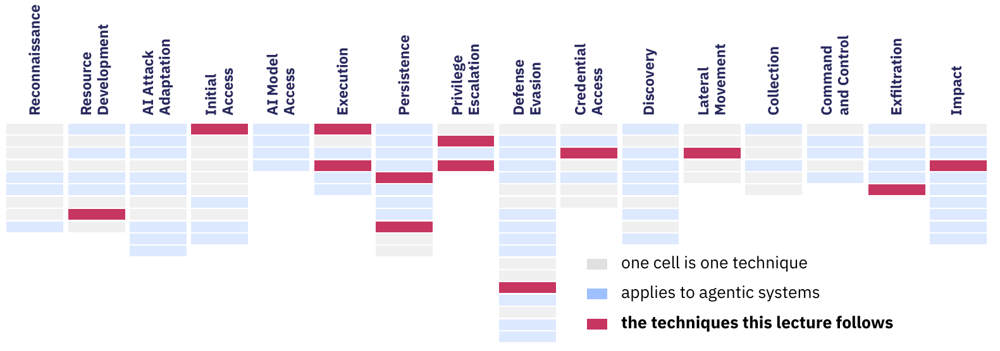 Reconnaissance
Resource
Development
AI Attack
Adaptation
Initial
Access
AI Model
Access
Execution
Persistence
Privilege
Escalation
Defense
Evasion
Credential
Access
Discovery
Lateral
Movement
Collection
Command
and Control
Exfiltration
Impact
one cell is one technique
applies to agentic systems
the techniques this lecture follows